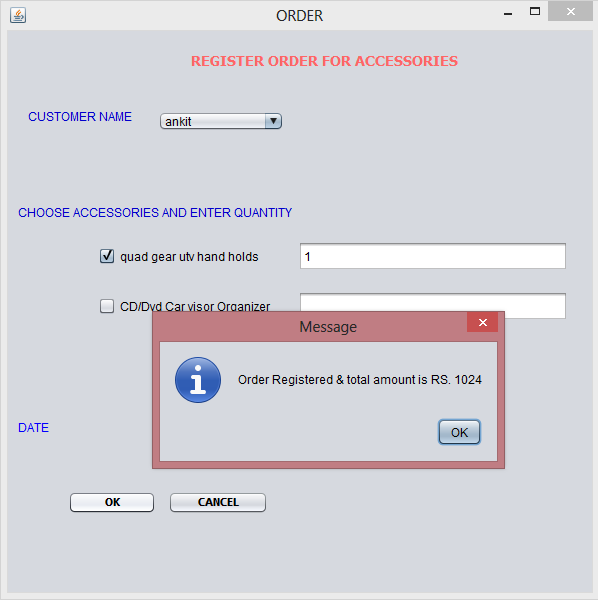 ORDER
REGISTER ORDER FOR ACCESSORIES
CUSTOMER NAME ankit
CHOOSE ACCESSORIES AND ENTER QUANTITY
quad gear utv hand holds 1
CD/Dvd Car visor Organizer
Message
Order Registered & total amount is RS. 1024
OK
DATE
OK CANCEL